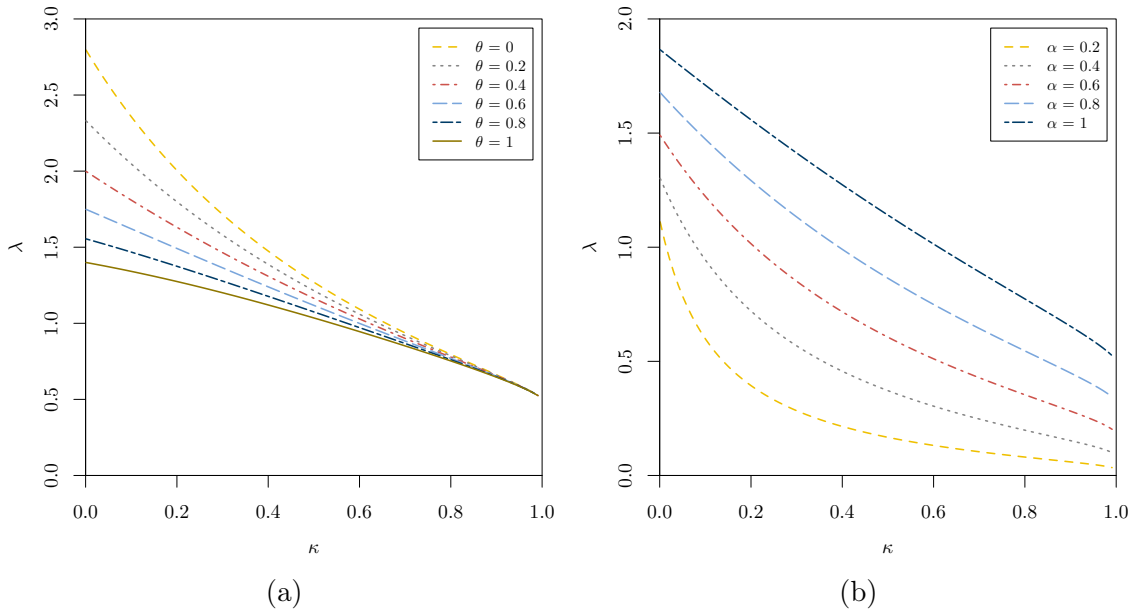 3.0
2.5
2.0
1.5
1.0
0.5
0.0
λ
0.0 0.2 0.4 0.6 0.8 1.0
κ
θ = 0
θ = 0.2
θ = 0.4
θ = 0.6
θ = 0.8
θ = 1
(a)
2.0
1.5
1.0
0.5
0.0
λ
0.0 0.2 0.4 0.6 0.8 1.0
κ
α = 0.2
α = 0.4
α = 0.6
α = 0.8
α = 1
(b)